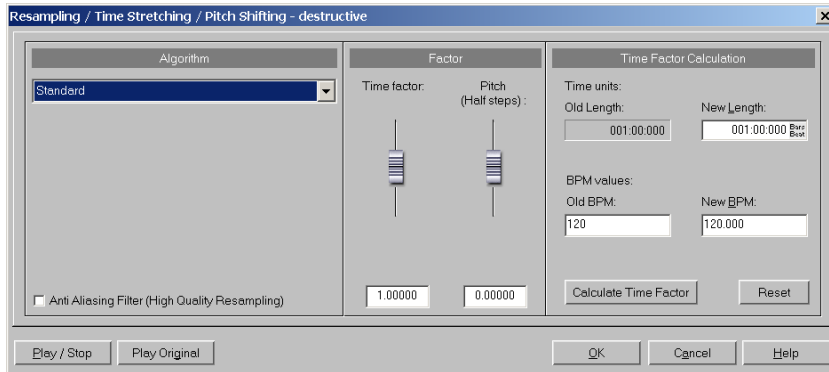 Resampling / Time Stretching / Pitch Shifting - destructive
Algorithm
Standard
Anti Aliasing Filter (High Quality Resampling)
Factor
Time factor:
Pitch
(Half steps) :
1.00000
0.00000
Time Factor Calculation
Time units:
Old Length:
New Length:
001:00:000
001:00:000
Bars
Beat
BPM values:
Old BPM:
New BPM:
120
120.000
Calculate Time Factor
Reset
Play / Stop
Play Original
OK
Cancel
Help